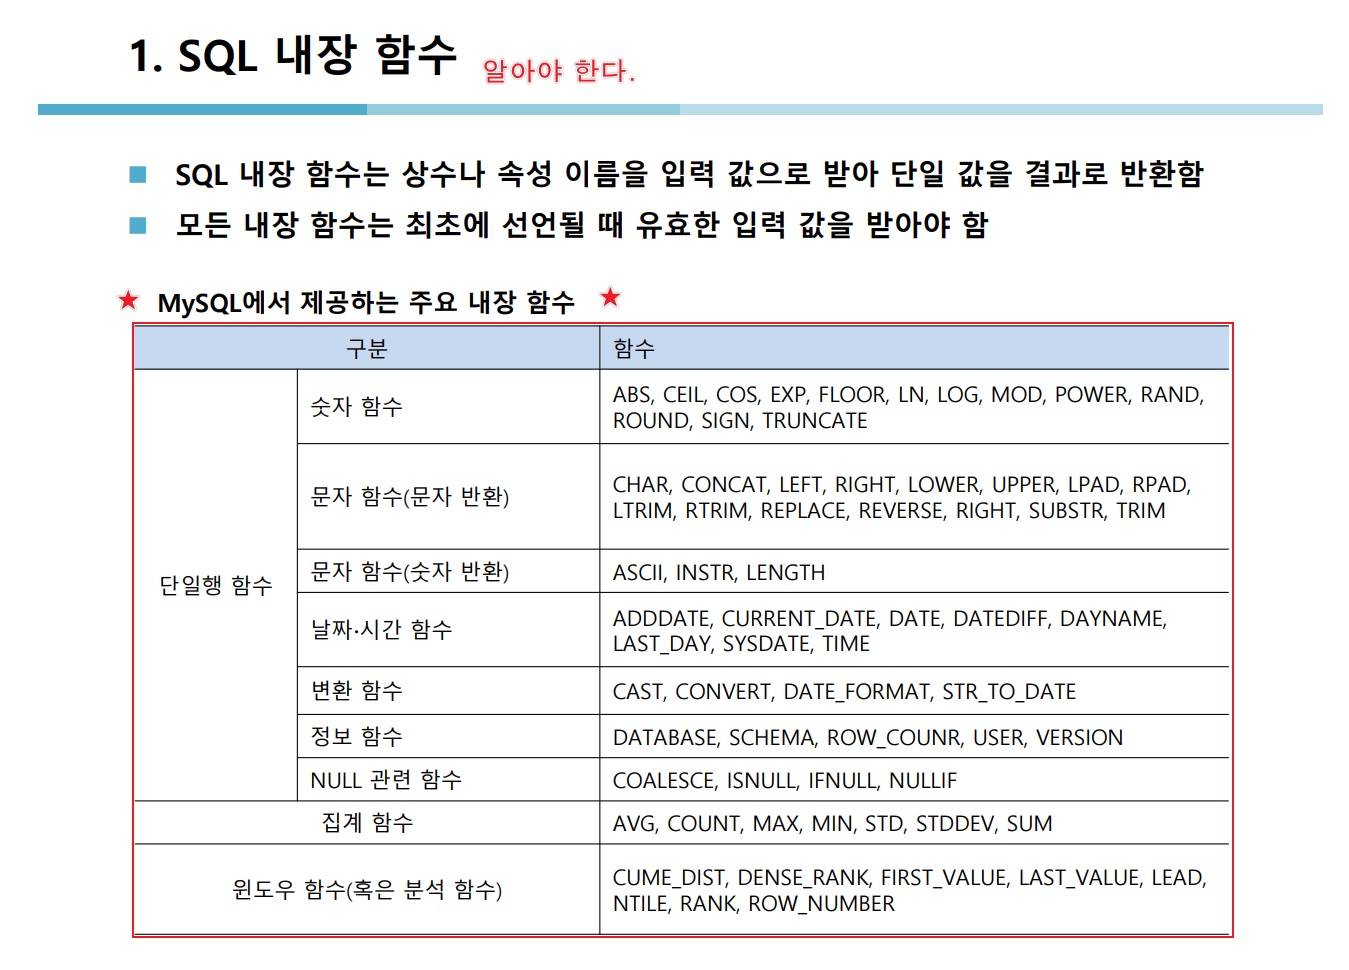 1. SQL 내장 함수 알아야 한다.
SQL 내장 함수는 상수나 속성 이름을 입력 값으로 받아 단일 값을 결과로 반환함
모든 내장 함수는 최초에 선언될 때 유효한 입력 값을 받아야 함
★ MySQL에서 제공하는 주요 내장 함수 ★
구분 함수
단일행 함수
숫자 함수
ABS, CEIL, COS, EXP, FLOOR, LN, LOG, MOD, POWER, RAND,
ROUND, SIGN, TRUNCATE
문자 함수(문자 반환)
CHAR, CONCAT, LEFT, RIGHT, LOWER, UPPER, LPAD, RPAD,
LTRIM, RTRIM, REPLACE, REVERSE, RIGHT, SUBSTR, TRIM
문자 함수(숫자 반환)
ASCII, INSTR, LENGTH
날짜·시간 함수
ADDDATE, CURRENT_DATE, DATE, DATEDIFF, DAYNAME,
LAST_DAY, SYSDATE, TIME
변환 함수
CAST, CONVERT, DATE_FORMAT, STR_TO_DATE
정보 함수
DATABASE, SCHEMA, ROW_COUNR, USER, VERSION
NULL 관련 함수
COALESCE, ISNULL, IFNULL, NULLIF
집계 함수
AVG, COUNT, MAX, MIN, STD, STDDEV, SUM
윈도우 함수(혹은 분석 함수)
CUME_DIST, DENSE_RANK, FIRST_VALUE, LAST_VALUE, LEAD,
NTILE, RANK, ROW_NUMBER